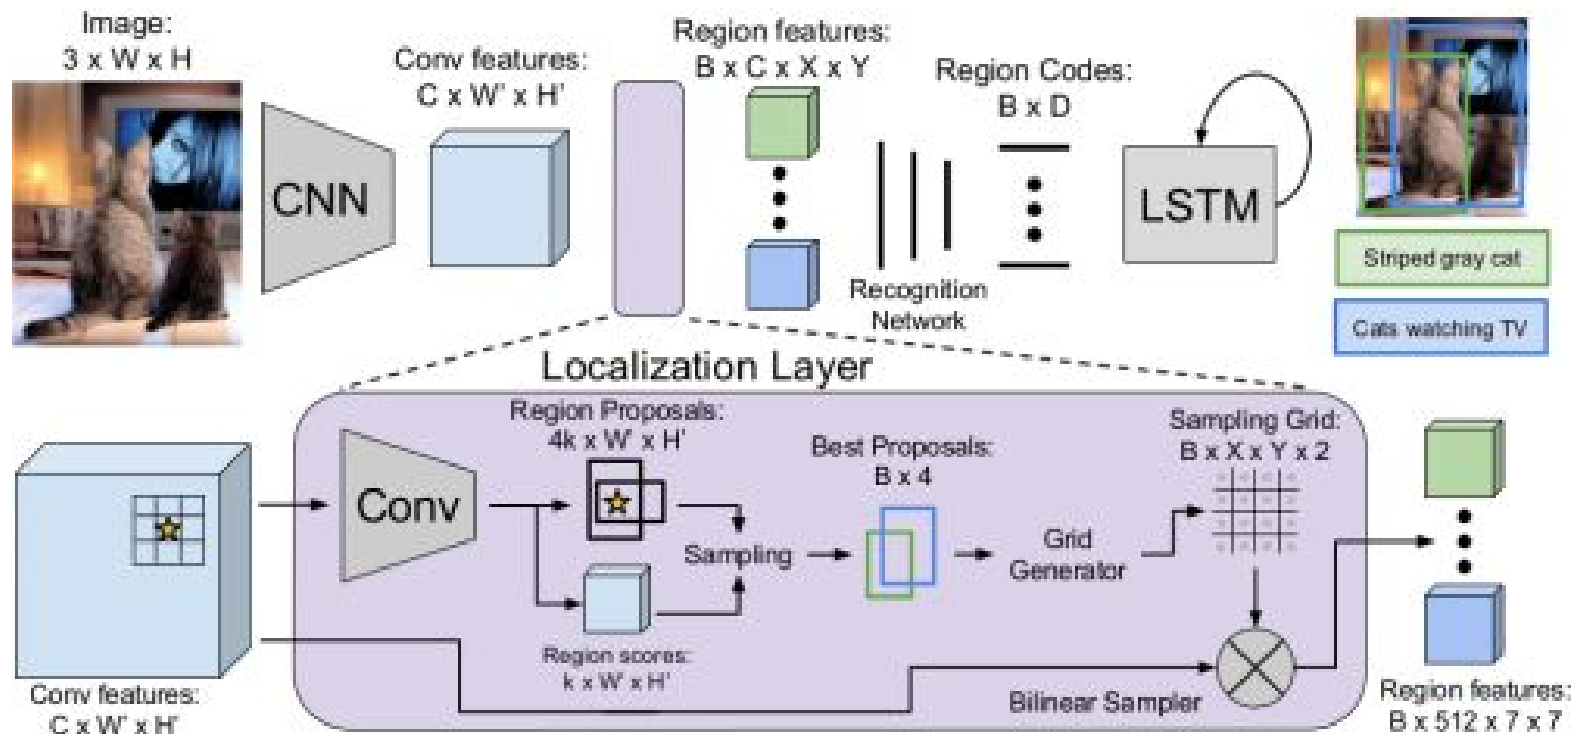 Image:
3 x W x H
CNN
Conv features:
C x W' x H'
Region features:
B x C x X x Y
Recognition
Network
Region Codes:
B x D
LSTM
Striped gray cat
Cats watching TV
Localization Layer
Conv features:
C x W' x H'
Conv
Region Proposals:
4k x W' x H'
Region scores:
k x W' x H'
Sampling
Best Proposals:
B x 4
Grid
Generator
Sampling Grid:
B x X x Y x 2
Bilinear Sampler
Region features:
B x 512 x 7 x 7